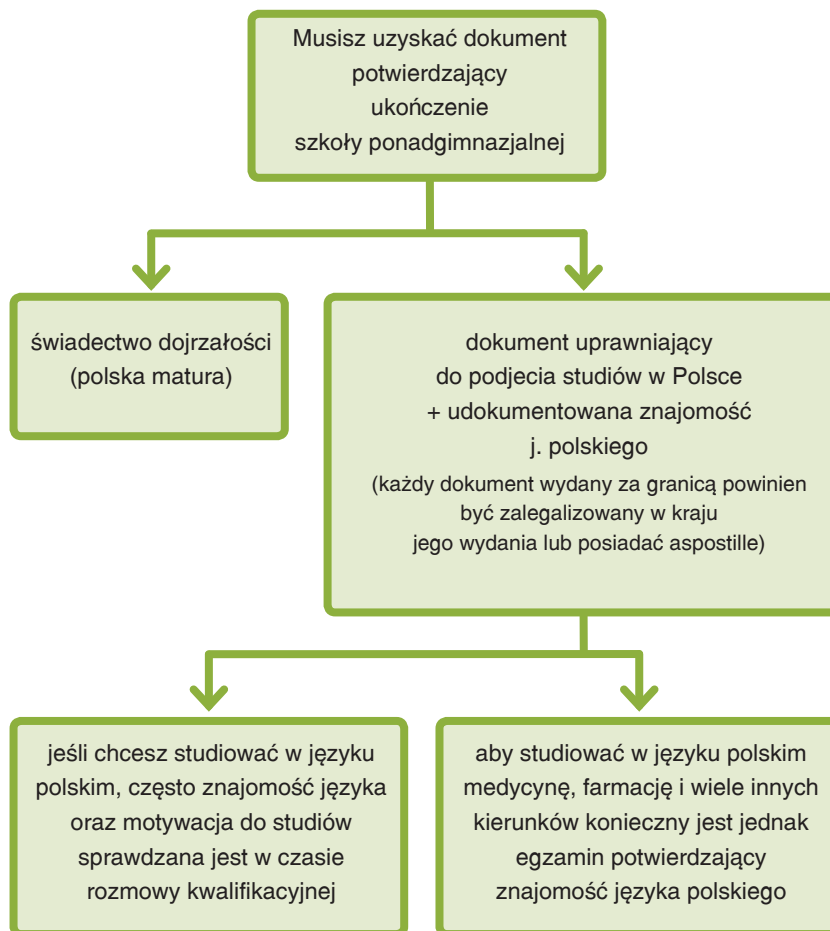 Musisz uzyskać dokument
potwierdzający
ukończenie
szkoły ponadgimnazjalnej
świadectwo dojrzałości
(polska matura)
dokument uprawniający
do podjecia studiów w Polsce
+ udokumentowana znajomość
j. polskiego
(każdy dokument wydany za granicą powinien
być zalegalizowany w kraju
jego wydania lub posiadać aspostille)
jeśli chcesz studiować w języku
polskim, często znajomość języka
oraz motywacja do studiów
sprawdzana jest w czasie
rozmowy kwalifikacyjnej
aby studiować w języku polskim
medycynę, farmację i wiele innych
kierunków konieczny jest jednak
egzamin potwierdzający
znajomość języka polskiego